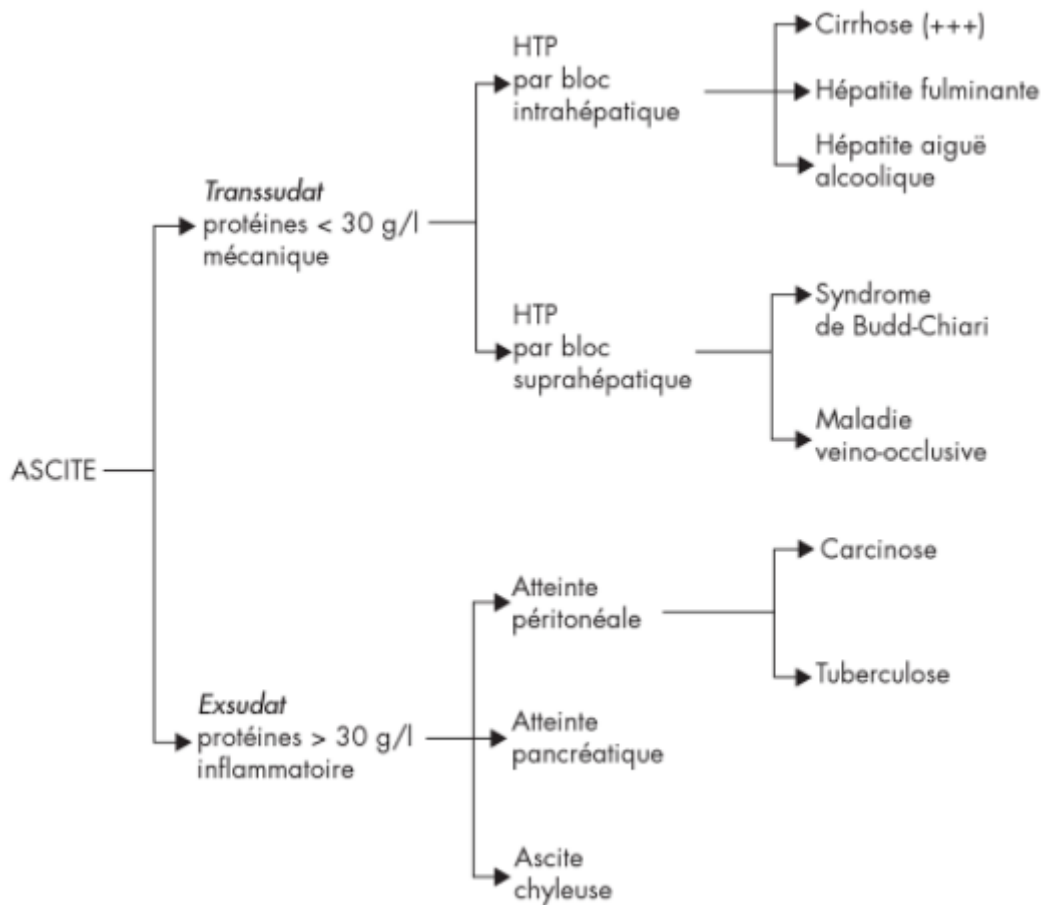 ASCITE
Transsudat
protéines < 30 g/l
mécanique
HTP
par bloc
intrahépatique
Cirrhose (+++)
Hépatite fulminante
Hépatite aiguë
alcoolique
HTP
par bloc
suprahépatique
Syndrome
de Budd-Chiari
Maladie
veino-occlusive
Exsudat
protéines > 30 g/l
inflammatoire
Atteinte
péritonéale
Carcinose
Tuberculose
Atteinte
pancréatique
Ascite
chyleuse